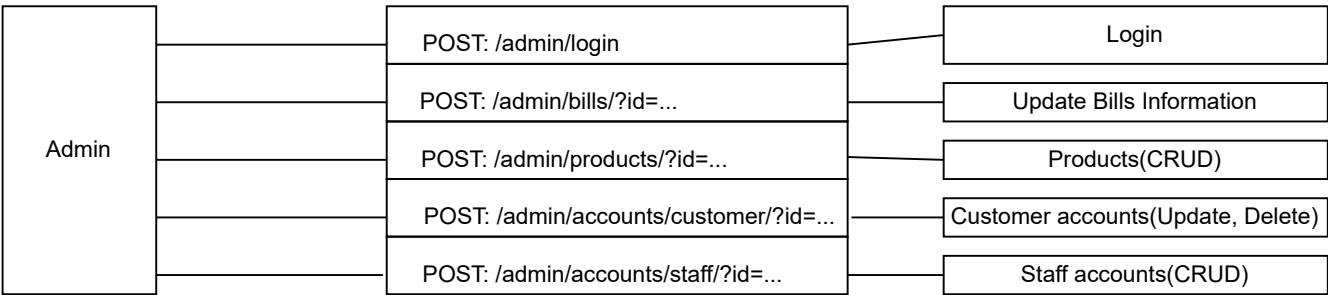 POST: /admin/login
Login
POST: /admin/bills/?id=...
Update Bills Information
Admin
POST: /admin/products/?id=...
Products(CRUD)
POST: /admin/accounts/customer/?id=...
Customer accounts(Update, Delete)
POST: /admin/accounts/staff/?id=...
Staff accounts(CRUD)